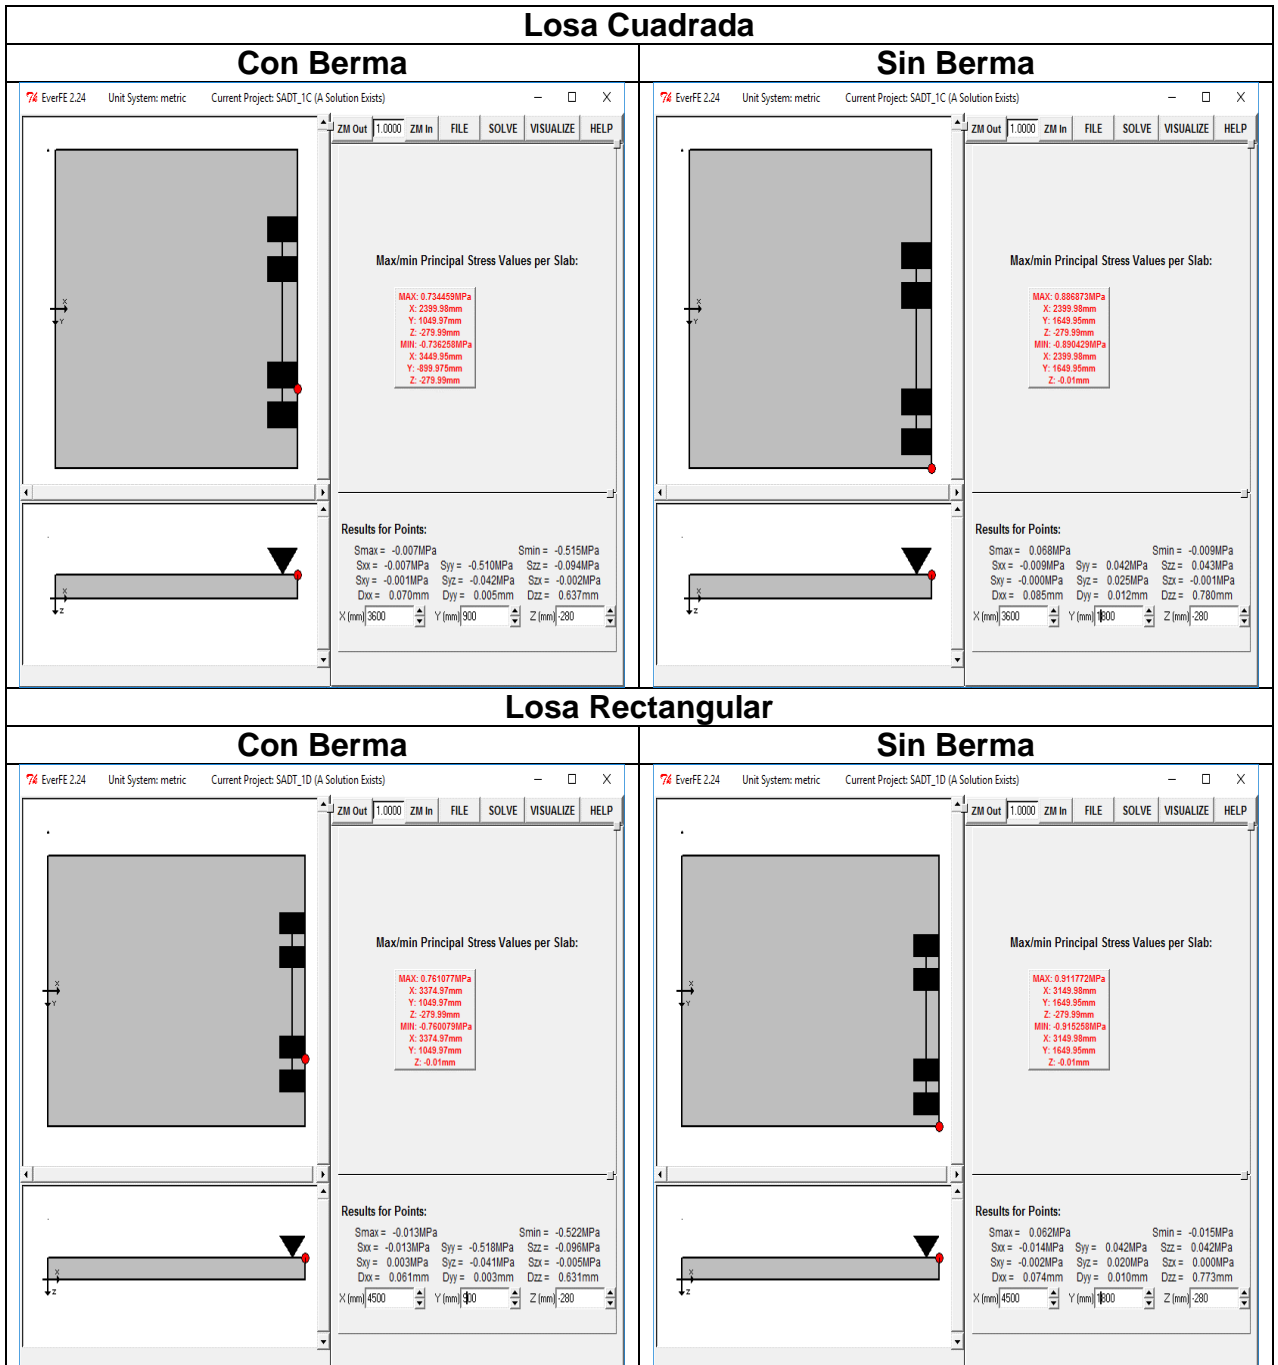 Losa Cuadrada
Con Berma
Sin Berma
EverFE 2.24 Unit System: metric Current Project: SADT_1C (A Solution Exists)
ZM Out 1.0000 ZM In FILE SOLVE VISUALIZE HELP
Max/min Principal Stress Values per Slab:
MAX: 0.734459MPa
X: 2399.98mm
Y: 1049.97mm
Z: -279.99mm
MIN: -0.736258MPa
X: 3449.95mm
Y: -899.975mm
Z: -279.99mm
X
Y
X
Z
Results for Points:
Smax = -0.007MPa Smin = -0.515MPa
Sxx = -0.007MPa Syy = -0.510MPa Szz = -0.094MPa
Sxy = -0.001MPa Syz = -0.042MPa Szx = -0.002MPa
Dxx = 0.070mm Dyy = 0.005mm Dzz = 0.637mm
X (mm) 3600 Y (mm) 900 Z (mm) -280
EverFE 2.24 Unit System: metric Current Project: SADT_1C (A Solution Exists)
ZM Out 1.0000 ZM In FILE SOLVE VISUALIZE HELP
Max/min Principal Stress Values per Slab:
MAX: 0.886873MPa
X: 2399.98mm
Y: 1649.95mm
Z: -279.99mm
MIN: -0.890429MPa
X: 2399.98mm
Y: 1649.95mm
Z: -0.01mm
X
Y
X
Z
Results for Points:
Smax = 0.068MPa Smin = -0.009MPa
Sxx = -0.009MPa Syy = 0.042MPa Szz = 0.043MPa
Sxy = -0.000MPa Syz = 0.025MPa Szx = -0.001MPa
Dxx = 0.085mm Dyy = 0.012mm Dzz = 0.780mm
X (mm) 3600 Y (mm) 1800 Z (mm) -280
Losa Rectangular
Con Berma
Sin Berma
EverFE 2.24 Unit System: metric Current Project: SADT_1D (A Solution Exists)
ZM Out 1.0000 ZM In FILE SOLVE VISUALIZE HELP
Max/min Principal Stress Values per Slab:
MAX: 0.761077MPa
X: 3374.97mm
Y: 1049.97mm
Z: -279.99mm
MIN: -0.760079MPa
X: 3374.97mm
Y: 1049.97mm
Z: -0.01mm
X
Y
X
Z
Results for Points:
Smax = -0.013MPa Smin = -0.522MPa
Sxx = -0.013MPa Syy = -0.518MPa Szz = -0.096MPa
Sxy = 0.003MPa Syz = -0.041MPa Szx = -0.005MPa
Dxx = 0.061mm Dyy = 0.003mm Dzz = 0.631mm
X (mm) 4500 Y (mm) 900 Z (mm) -280
EverFE 2.24 Unit System: metric Current Project: SADT_1D (A Solution Exists)
ZM Out 1.0000 ZM In FILE SOLVE VISUALIZE HELP
Max/min Principal Stress Values per Slab:
MAX: 0.911772MPa
X: 3149.98mm
Y: 1649.95mm
Z: -279.99mm
MIN: -0.915258MPa
X: 3149.98mm
Y: 1649.95mm
Z: -0.01mm
X
Y
X
Z
Results for Points:
Smax = 0.062MPa Smin = -0.015MPa
Sxx = -0.014MPa Syy = 0.042MPa Szz = 0.042MPa
Sxy = -0.002MPa Syz = 0.020MPa Szx = 0.000MPa
Dxx = 0.074mm Dyy = 0.010mm Dzz = 0.773mm
X (mm) 4500 Y (mm) 1800 Z (mm) -280